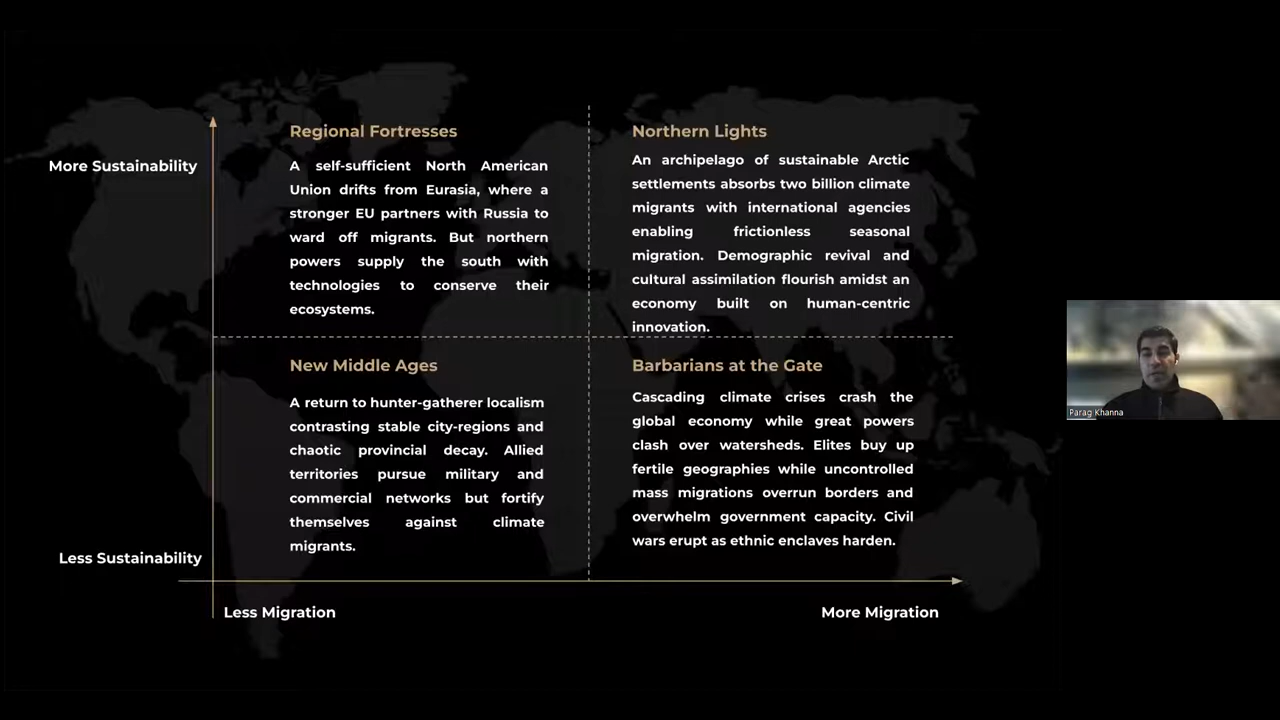 More Sustainability
Regional Fortresses
A self-sufficient North American
Union drifts from Eurasia, where a
stronger EU partners with Russia to
ward off migrants. But northern
powers supply the south with
technologies to conserve their
ecosystems.
Northern Lights
An archipelago of sustainable Arctic
settlements absorbs two billion climate
migrants with international agencies
enabling frictionless seasonal
migration. Demographic revival and
cultural assimilation flourish amidst an
economy built on human-centric
innovation.
New Middle Ages
A return to hunter-gatherer localism
contrasting stable city-regions and
chaotic provincial decay. Allied
territories pursue military and
commercial networks but fortify
themselves against climate
migrants.
Barbarians at the Gate
Cascading climate crises crash the
global economy while great powers
clash over watersheds. Elites buy up
fertile geographies while uncontrolled
mass migrations overrun borders and
overwhelm government capacity. Civil
wars erupt as ethnic enclaves harden.
Less Sustainability
Less Migration
More Migration
Parag Khanna